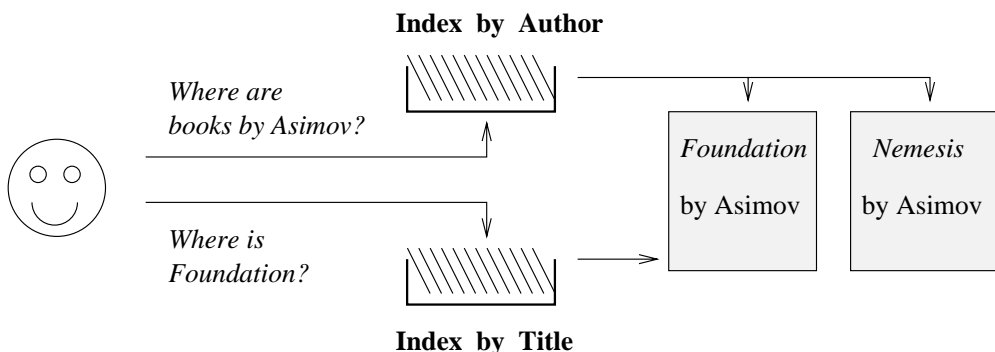 Index by Author
Where are
books by Asimov?
Foundation
by Asimov
Nemesis
by Asimov
Where is
Foundation?
Index by Title